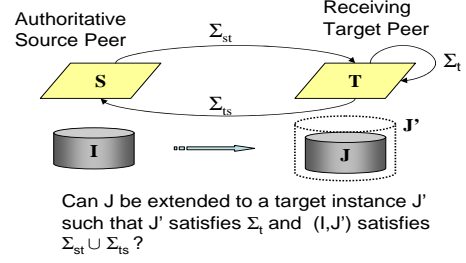 Authoritative
Source Peer
Receiving
Target Peer
Σst
S
T
Σt
Σts
I
J
J’
Can J be extended to a target instance J’
such that J’ satisfies Σt and (I,J’) satisfies
Σst ∪ Σts ?